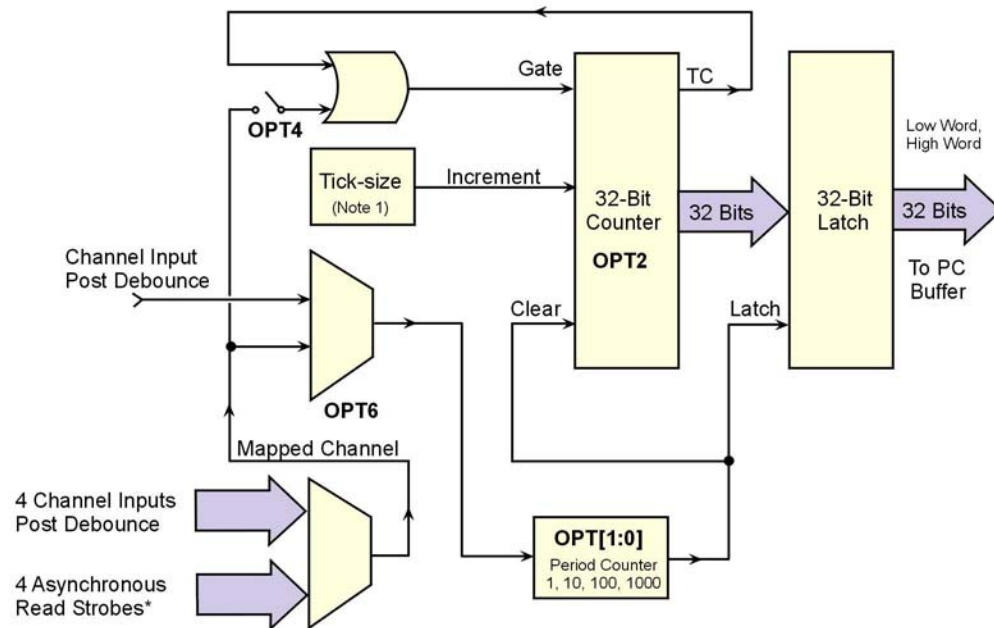 Gate
TC
OPT4
Low Word,
High Word
Tick-size
(Note 1)
Increment
32-Bit
Counter
OPT2
32 Bits
32-Bit
Latch
32 Bits
To PC
Buffer
Channel Input
Post Debounce
Clear
Latch
OPT6
Mapped Channel
4 Channel Inputs
Post Debounce
4 Asynchronous
Read Strobes*
OPT[1:0]
Period Counter
1, 10, 100, 1000